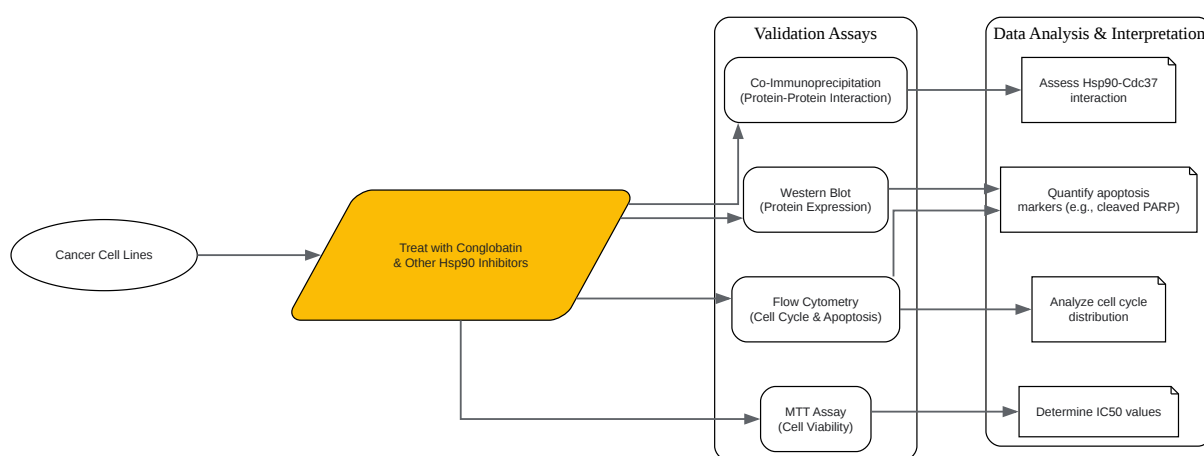 Validation Assays
Data Analysis & Interpretation
Co-Immunoprecipitation
(Protein-Protein Interaction)
Assess Hsp90-Cdc37
interaction
Western Blot
(Protein Expression)
Quantify apoptosis
markers (e.g., cleaved PARP)
Cancer Cell Lines
Treat with Conglobatin
& Other Hsp90 Inhibitors
Flow Cytometry
(Cell Cycle & Apoptosis)
Analyze cell cycle
distribution
MTT Assay
(Cell Viability)
Determine IC50 values